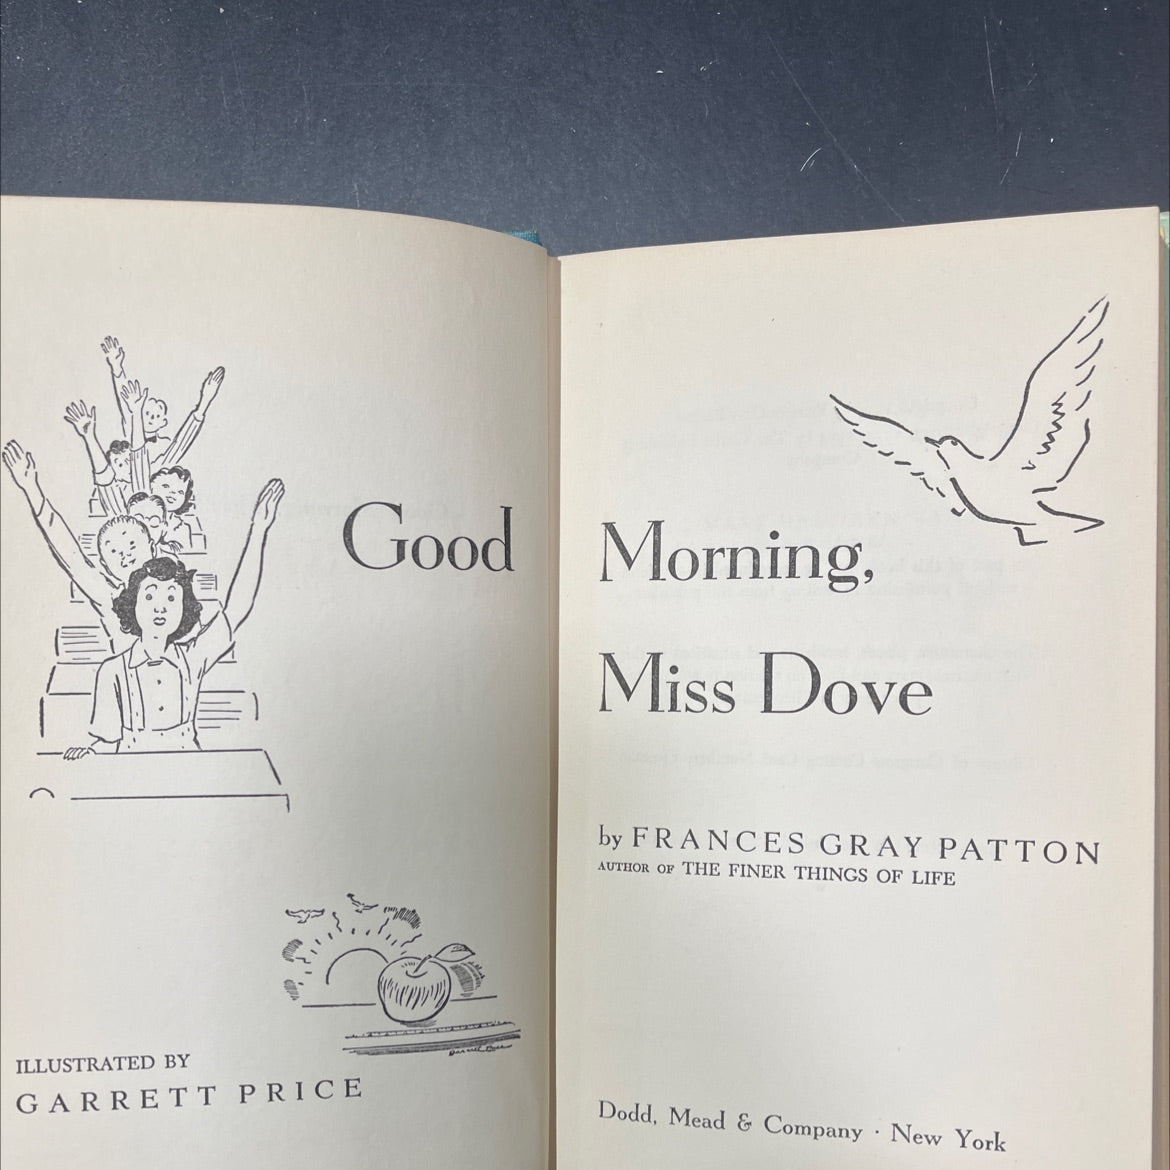 Good Morning,
Miss Dove
by FRANCES GRAY PATTON
AUTHOR OF THE FINER THINGS OF LIFE
ILLUSTRATED BY
GARRETT PRICE
Dodd, Mead & Company · New York